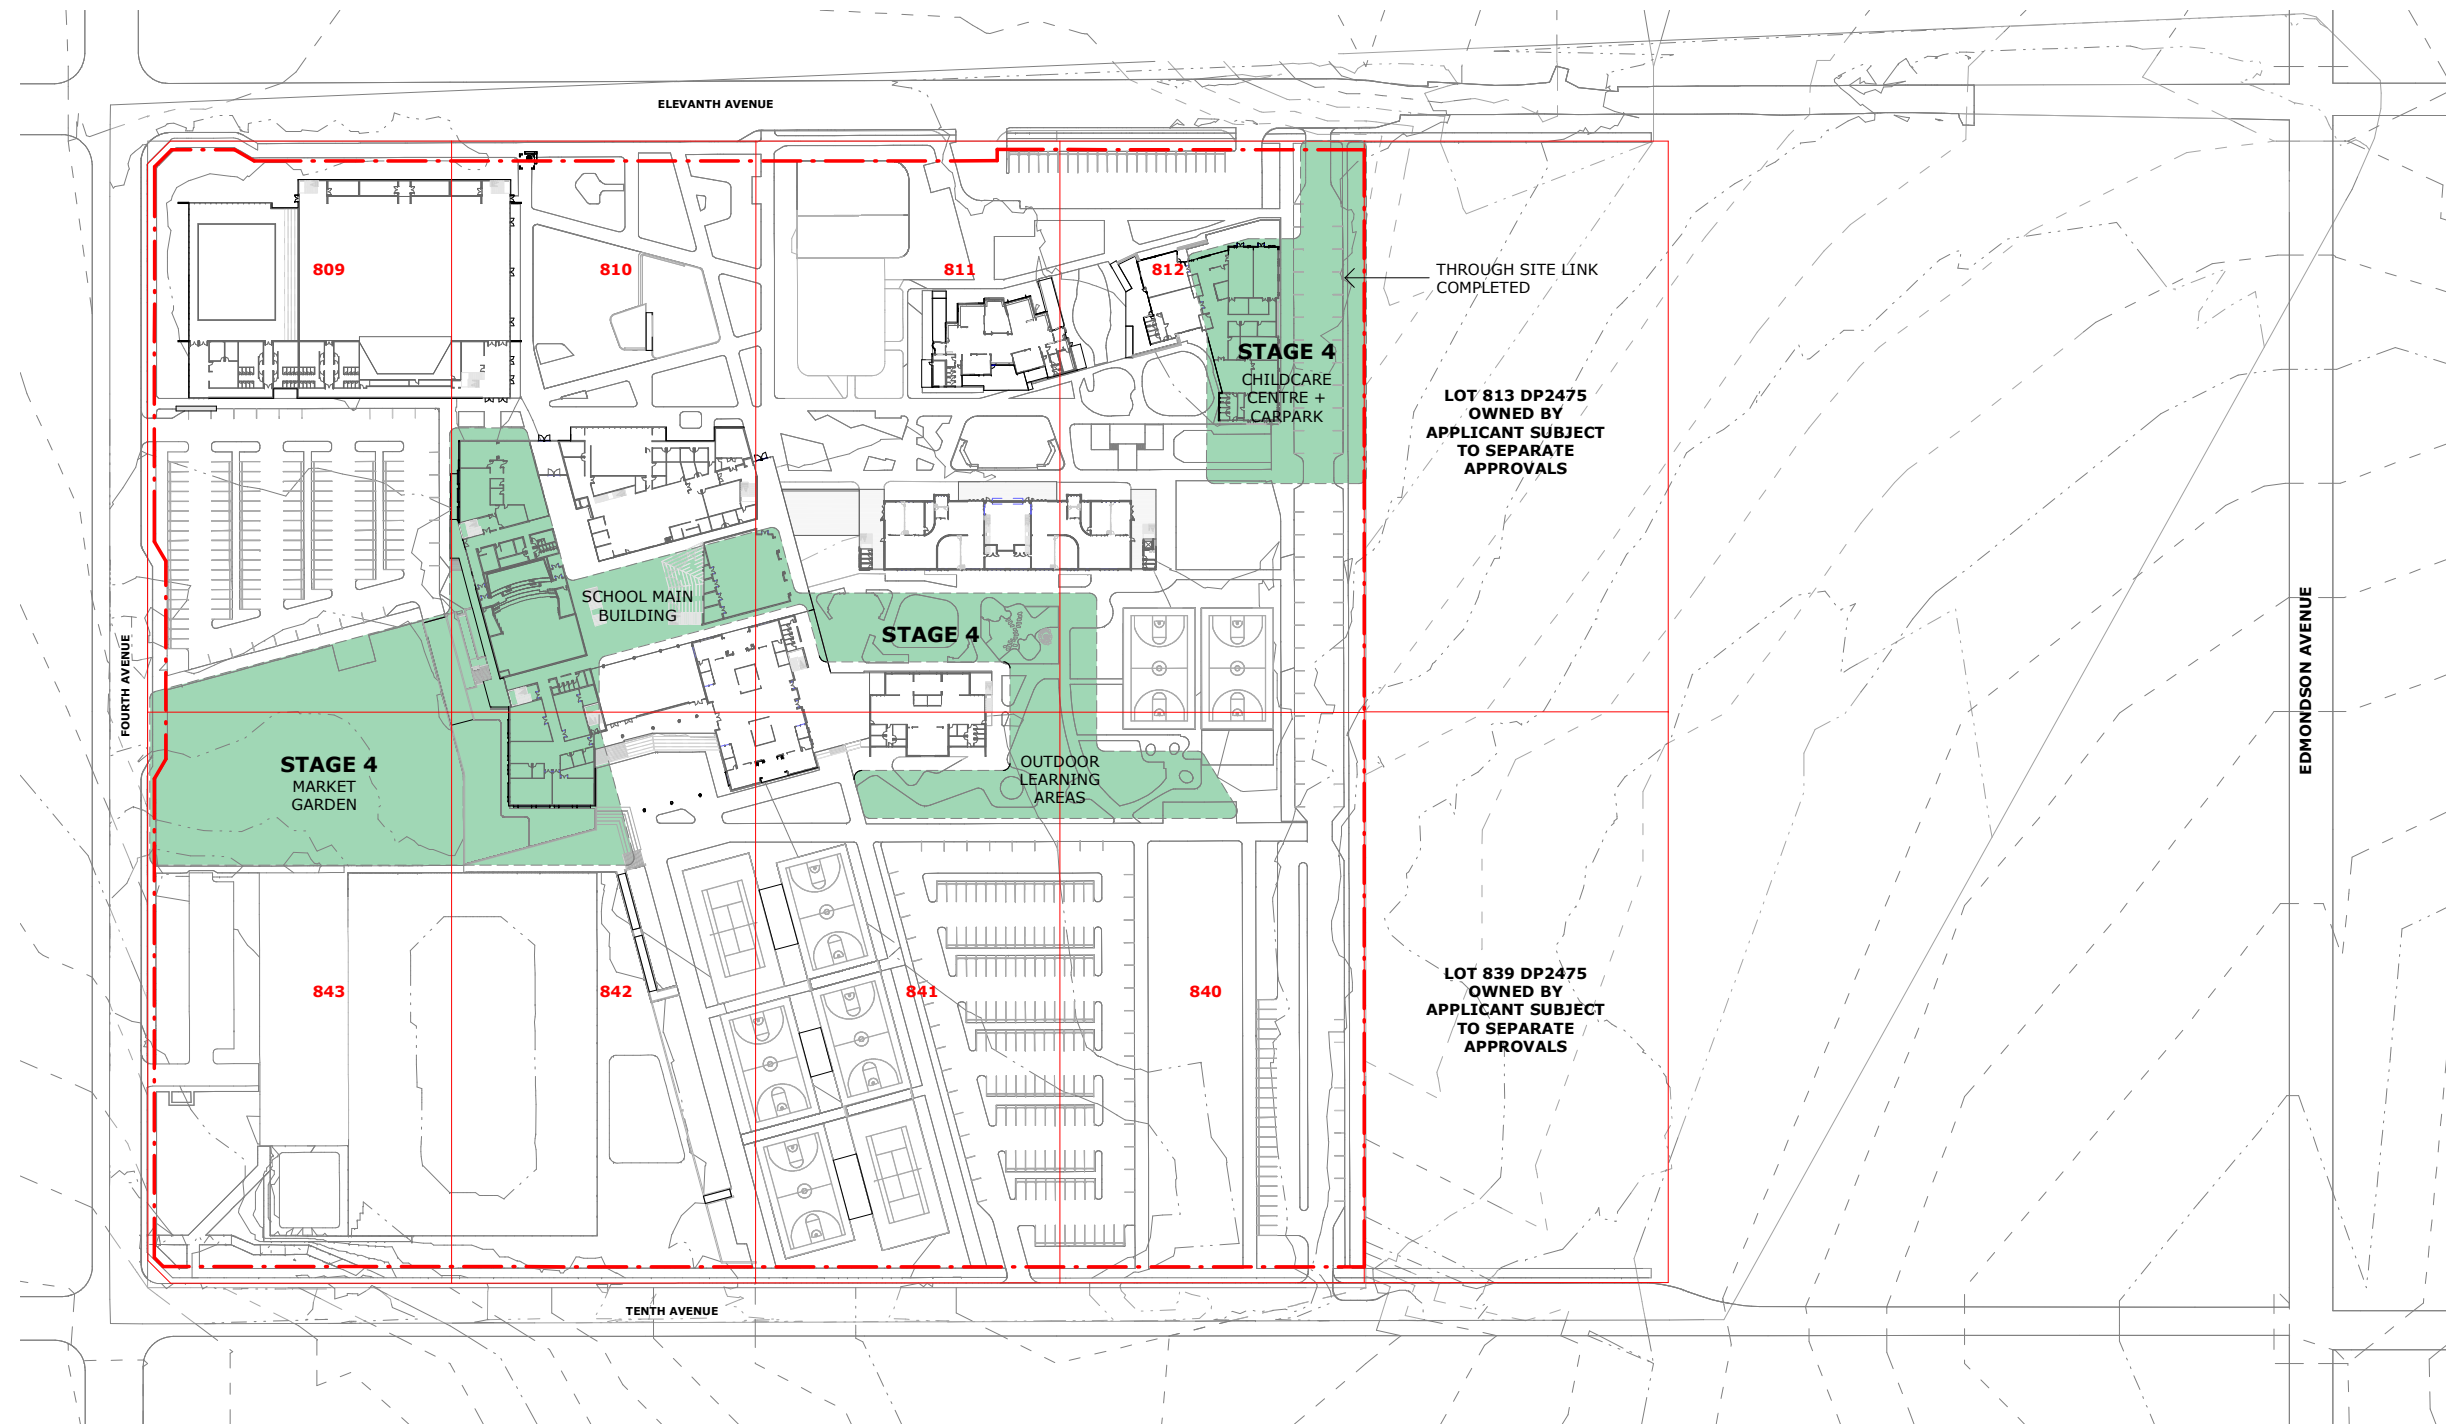 ELEVANTH AVENUE
809
810
811
812
THROUGH SITE LINK
COMPLETED
STAGE 4
CHILDCARE
CENTRE +
CARPARK
LOT 813 DP2475
OWNED BY
APPLICANT SUBJECT
TO SEPARATE
APPROVALS
SCHOOL MAIN
BUILDING
STAGE 4
FOURTH AVENUE
EDMONDSON AVENUE
STAGE 4
MARKET
GARDEN
OUTDOOR
LEARNING
AREAS
843
842
841
840
LOT 839 DP2475
OWNED BY
APPLICANT SUBJECT
TO SEPARATE
APPROVALS
TENTH AVENUE